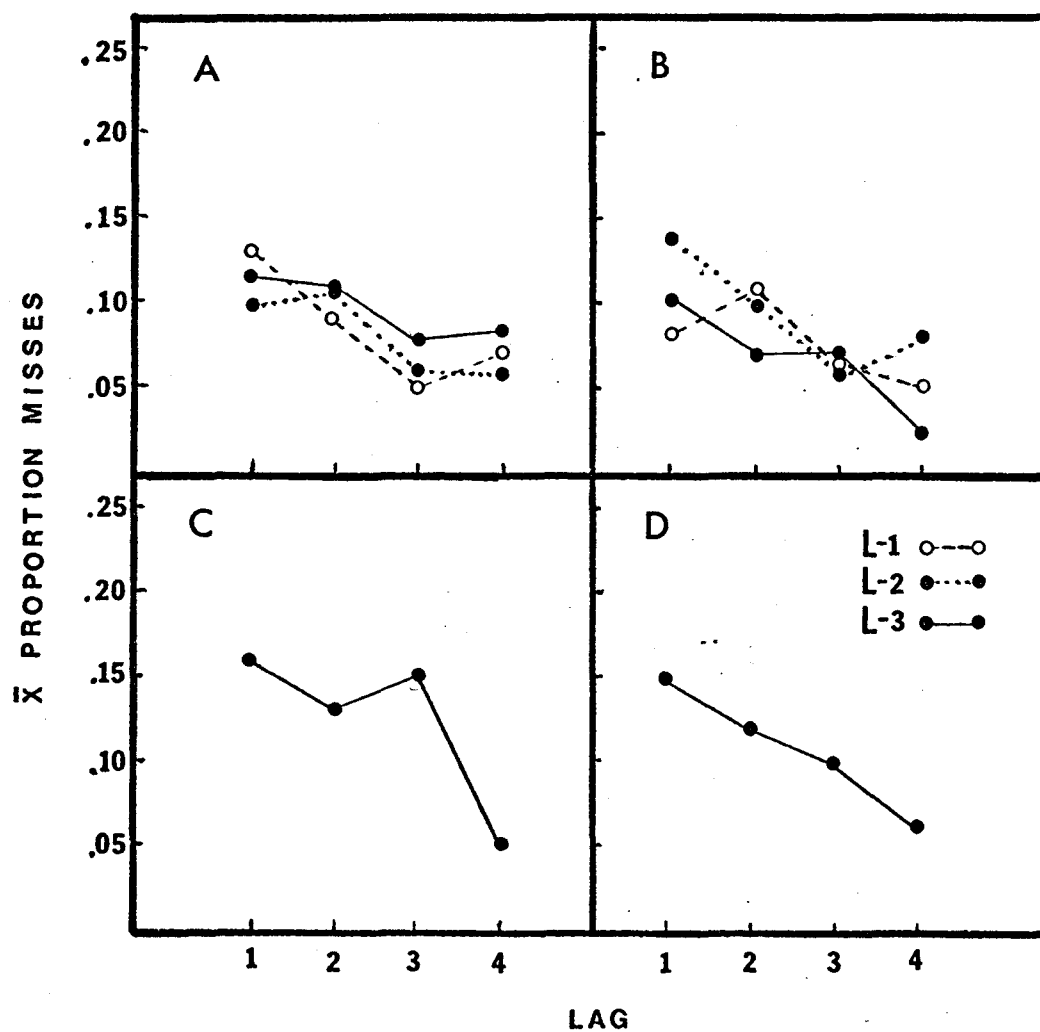 A
B
.25
.20
.15
.10
.05
C
D
.25
.20
.15
.10
.05
L-1
L-2
L-3
1 2 3 4
1 2 3 4
X̄ PROPORTION MISSES
LAG